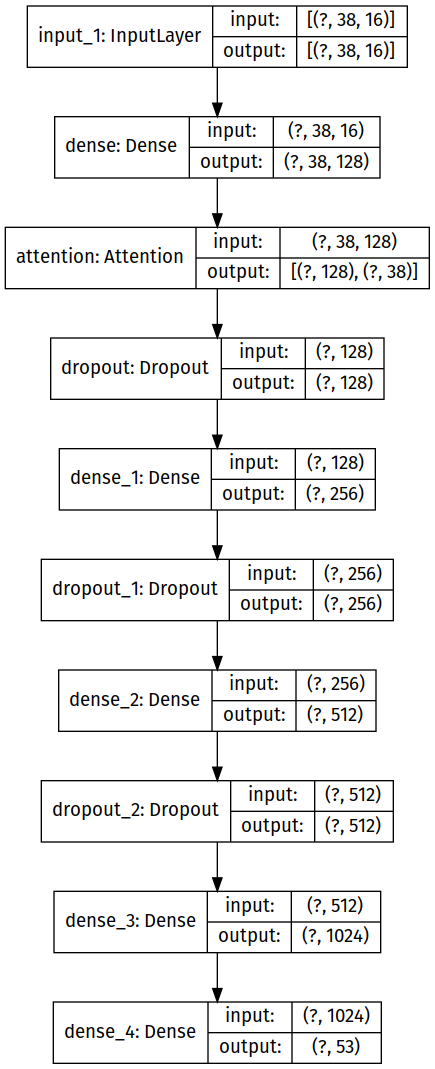 input_1: InputLayer
input:
[(?, 38, 16)]
output:
[(?, 38, 16)]
dense: Dense
input:
(?, 38, 16)
output:
(?, 38, 128)
attention: Attention
input:
(?, 38, 128)
output:
[(?, 128), (?, 38)]
dropout: Dropout
input:
(?, 128)
output:
(?, 128)
dense_1: Dense
input:
(?, 128)
output:
(?, 256)
dropout_1: Dropout
input:
(?, 256)
output:
(?, 256)
dense_2: Dense
input:
(?, 256)
output:
(?, 512)
dropout_2: Dropout
input:
(?, 512)
output:
(?, 512)
dense_3: Dense
input:
(?, 512)
output:
(?, 1024)
dense_4: Dense
input:
(?, 1024)
output:
(?, 53)